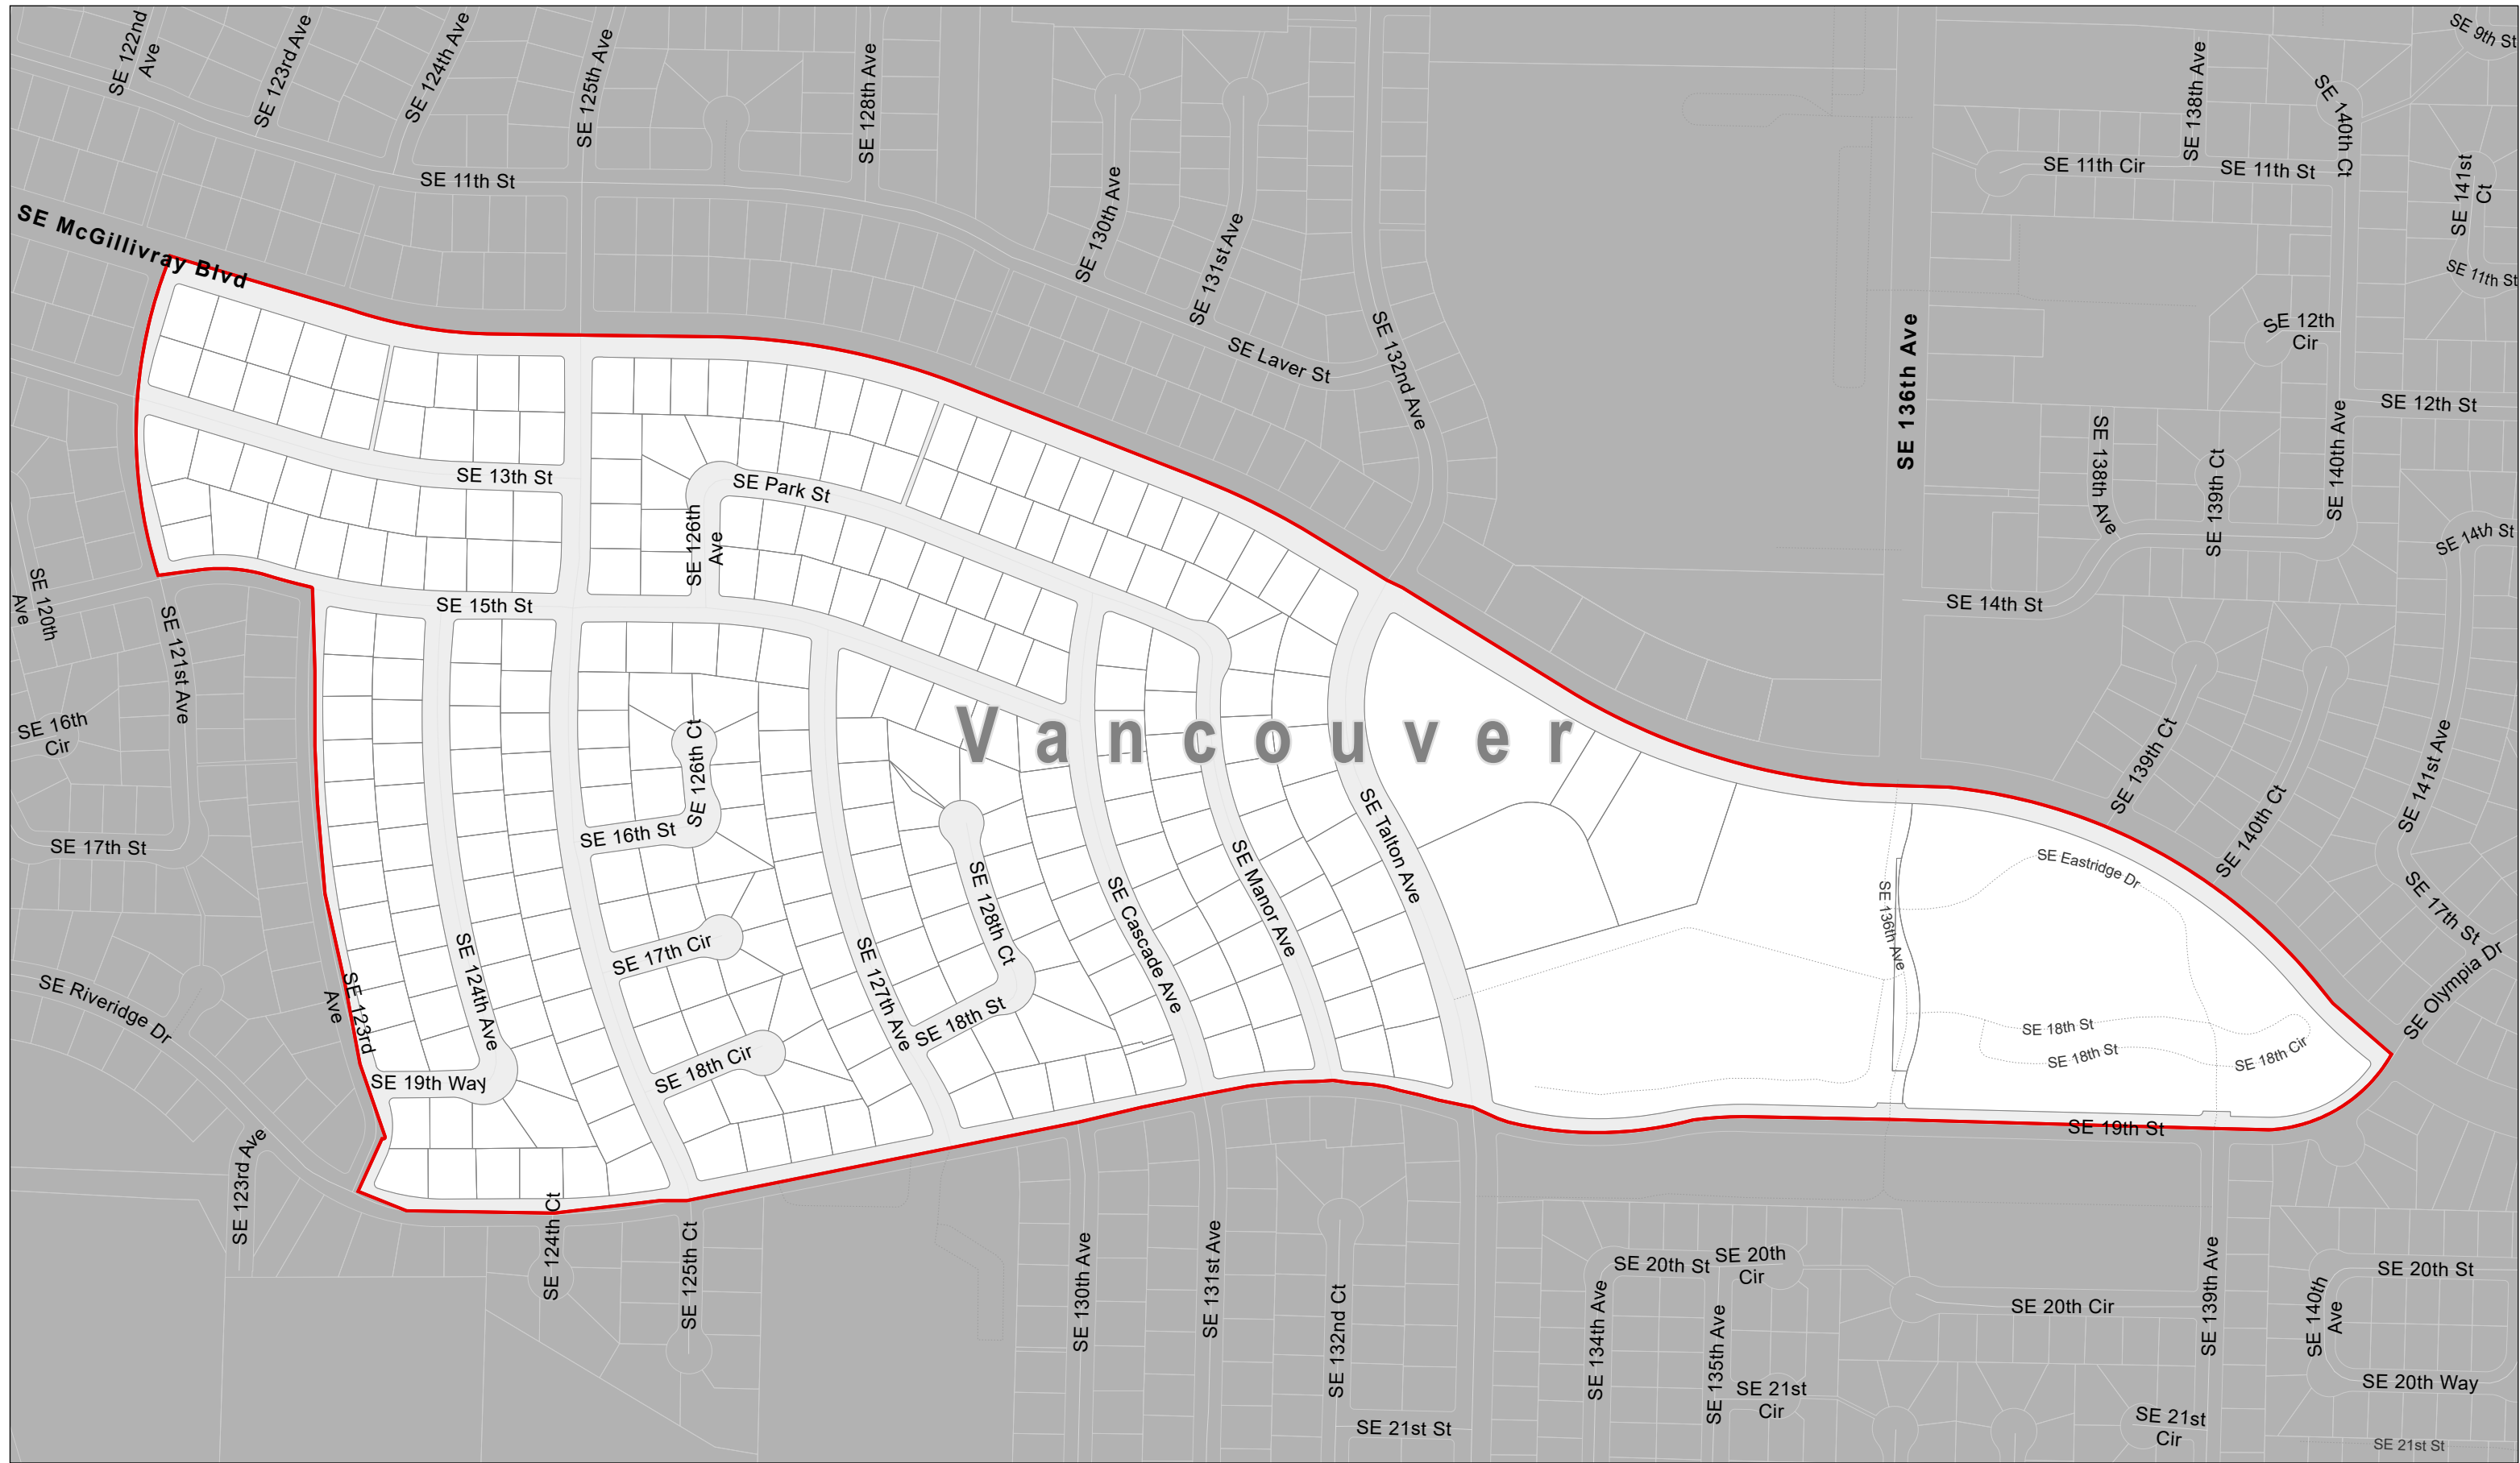 SE 122nd
Ave
SE 123rd Ave
SE 124th Ave
SE 125th Ave
SE 128th Ave
SE 138th Ave
SE 9th St
SE 140th Ct
SE 11th St
SE 130th Ave
SE 131st Ave
SE 11th Cir
SE 11th St
SE 141st
Ct
SE McGillivray Blvd
SE 11th St
SE Laver St
SE 132nd Ave
SE 136th Ave
SE 12th
Cir
SE 12th St
SE 13th St
SE Park St
SE 126th
Ave
SE 138th Ave
SE 139th Ct
SE 140th Ave
SE 14th St
SE 120th
Ave
SE 121st Ave
SE 15th St
SE 14th St
SE 16th
Cir
Vancouver
SE 126th Ct
SE 139th Ct
SE 140th Ct
SE 141st Ave
SE 17th St
SE 16th St
SE Talton Ave
SE Manor Ave
SE Cascade Ave
SE 128th Ct
SE 136th Ave
SE Eastridge Dr
SE 17th St
SE Olympia Dr
SE 17th Cir
SE 124th Ave
SE 127th Ave
SE Riveridge Dr
SE 123rd
Ave
SE 18th St
SE 18th St
SE 18th St
SE 18th Cir
SE 18th Cir
SE 19th Way
SE 19th St
SE 123rd Ave
SE 124th Ct
SE 125th Ct
SE 130th Ave
SE 131st Ave
SE 132nd Ct
SE 134th Ave
SE 20th St
SE 20th
Cir
SE 135th Ave
SE 20th Cir
SE 139th Ave
SE 140th
Ave
SE 20th St
SE 20th Way
SE 21st St
SE 21st
Cir
SE 21st
Cir
SE 21st St